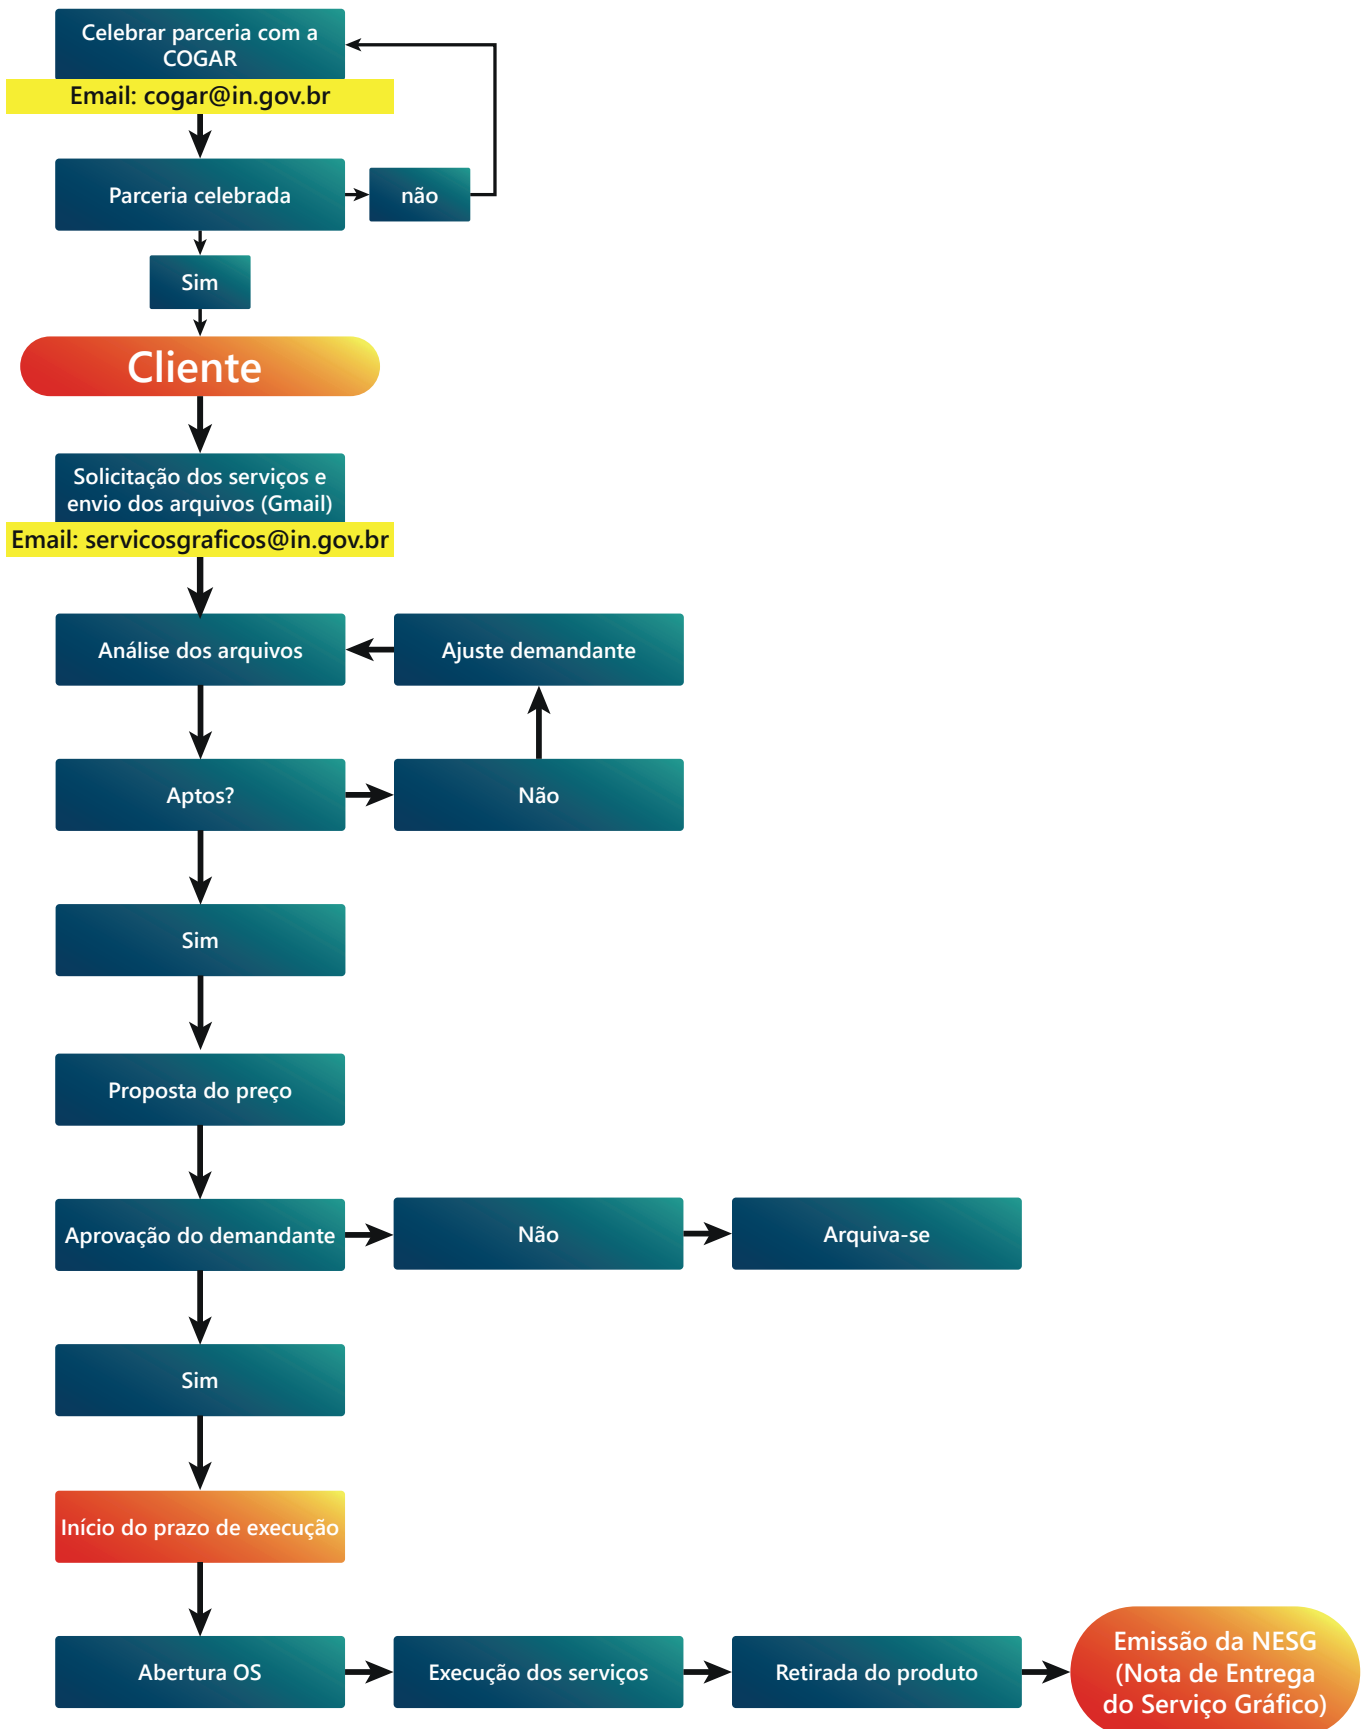 Celebrar parceria com a
COGAR
Email: cogar@in.gov.br
Parceria celebrada
não
Sim
Cliente
Solicitação dos serviços e
envio dos arquivos (Gmail)
Email: servicosgraficos@in.gov.br
Análise dos arquivos
Ajuste demandante
Aptos?
Não
Sim
Proposta do preço
Aprovação do demandante
Não
Arquiva-se
Sim
Início do prazo de execução
Abertura OS
Execução dos serviços
Retirada do produto
Emissão da NESG
(Nota de Entrega
do Serviço Gráfico)